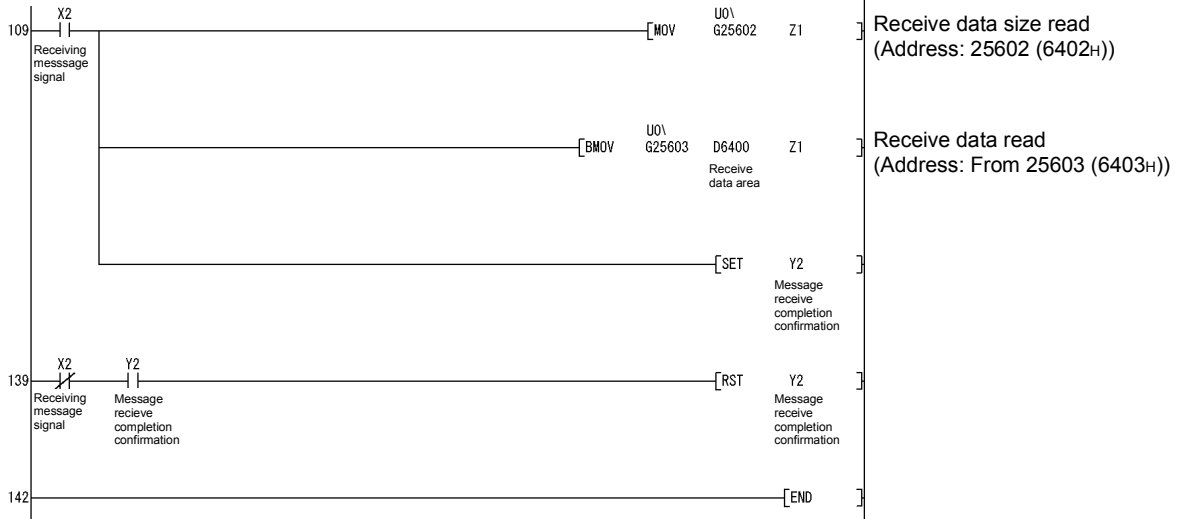 X2
U0\
109
MOV G25602 Z1
Receive data size read
(Address: 25602 (6402H))
Receiving
messsage
signal
U0\
BMOV G25603 D6400 Z1
Receive data read
(Address: From 25603 (6403H))
Receive
data area
SET Y2
Message
receive
completion
confirmation
X2 Y2
139
RST Y2
Receiving
message
signal
Message
recieve
completion
confirmation
Message
receive
completion
confirmation
142
END